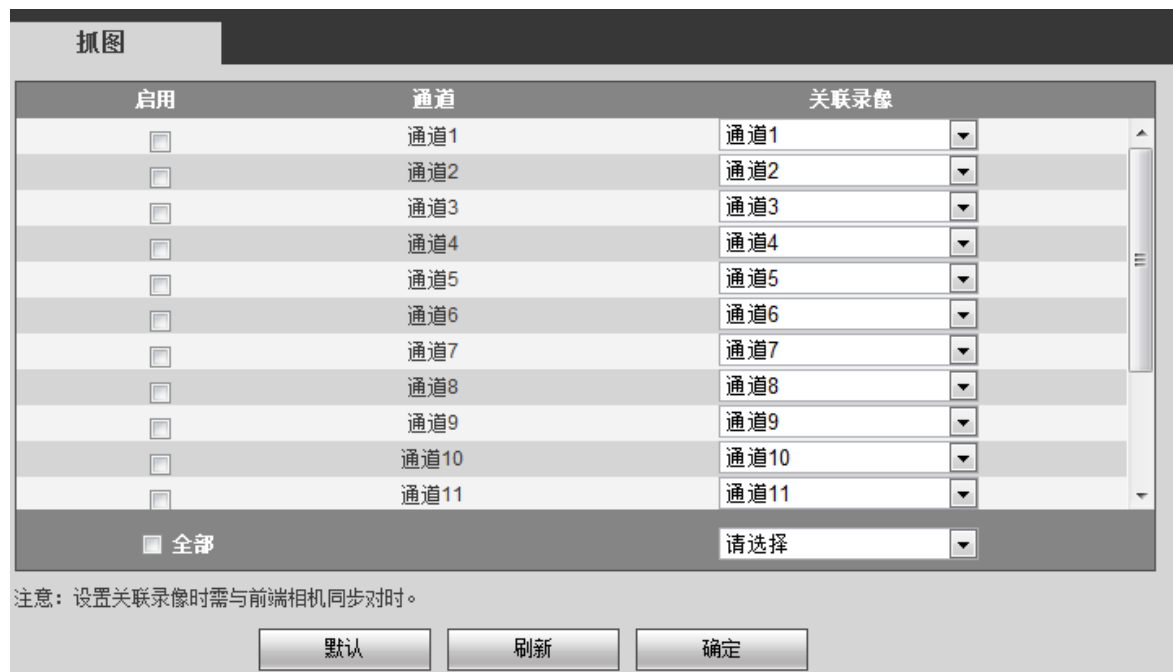 抓图
启用 通道 关联录像
通道1 通道1
通道2 通道2
通道3 通道3
通道4 通道4
通道5 通道5
通道6 通道6
通道7 通道7
通道8 通道8
通道9 通道9
通道10 通道10
通道11 通道11
全部 请选择
注意：设置关联录像时需与前端相机同步对时。
默认 刷新 确定